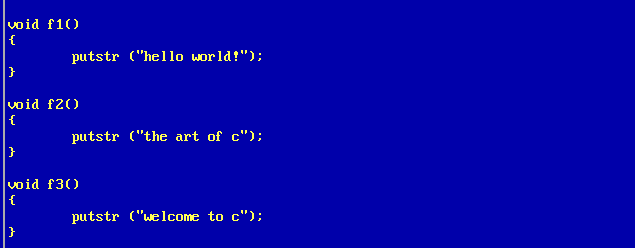 void f1()
{
        putstr ("hello world!");
}

void f2()
{
        putstr ("the art of c");
}

void f3()
{
        putstr ("welcome to c");
}